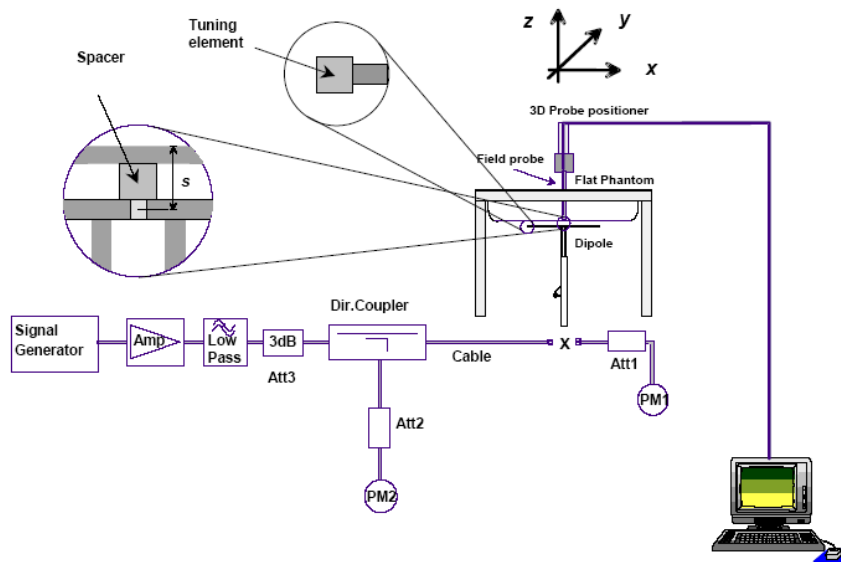 Tuning
element
Spacer
z
y
x
3D Probe positioner
Field probe
Flat Phantom
s
Dipole
Dir.Coupler
Signal
Generator
Amp
Low
Pass
3dB
Att3
Cable
X
Att1
PM1
Att2
PM2